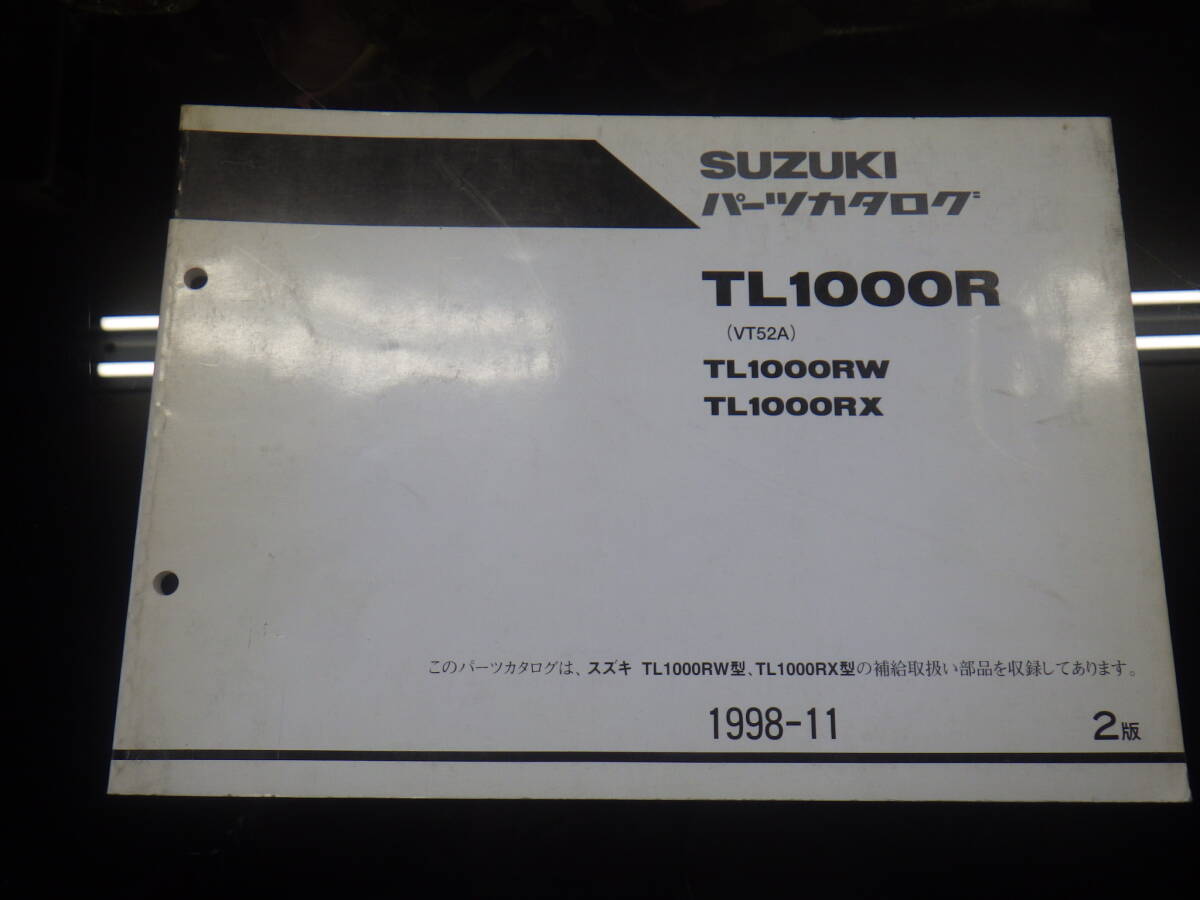 SUZUKI
パーツカタログ
TL1000R
（VT52A）
TL1000RW
TL1000RX
このパーツカタログは、スズキ TL1000RW型、TL1000RX型の補給取扱い部品を収録してあります。
1998-11
2版